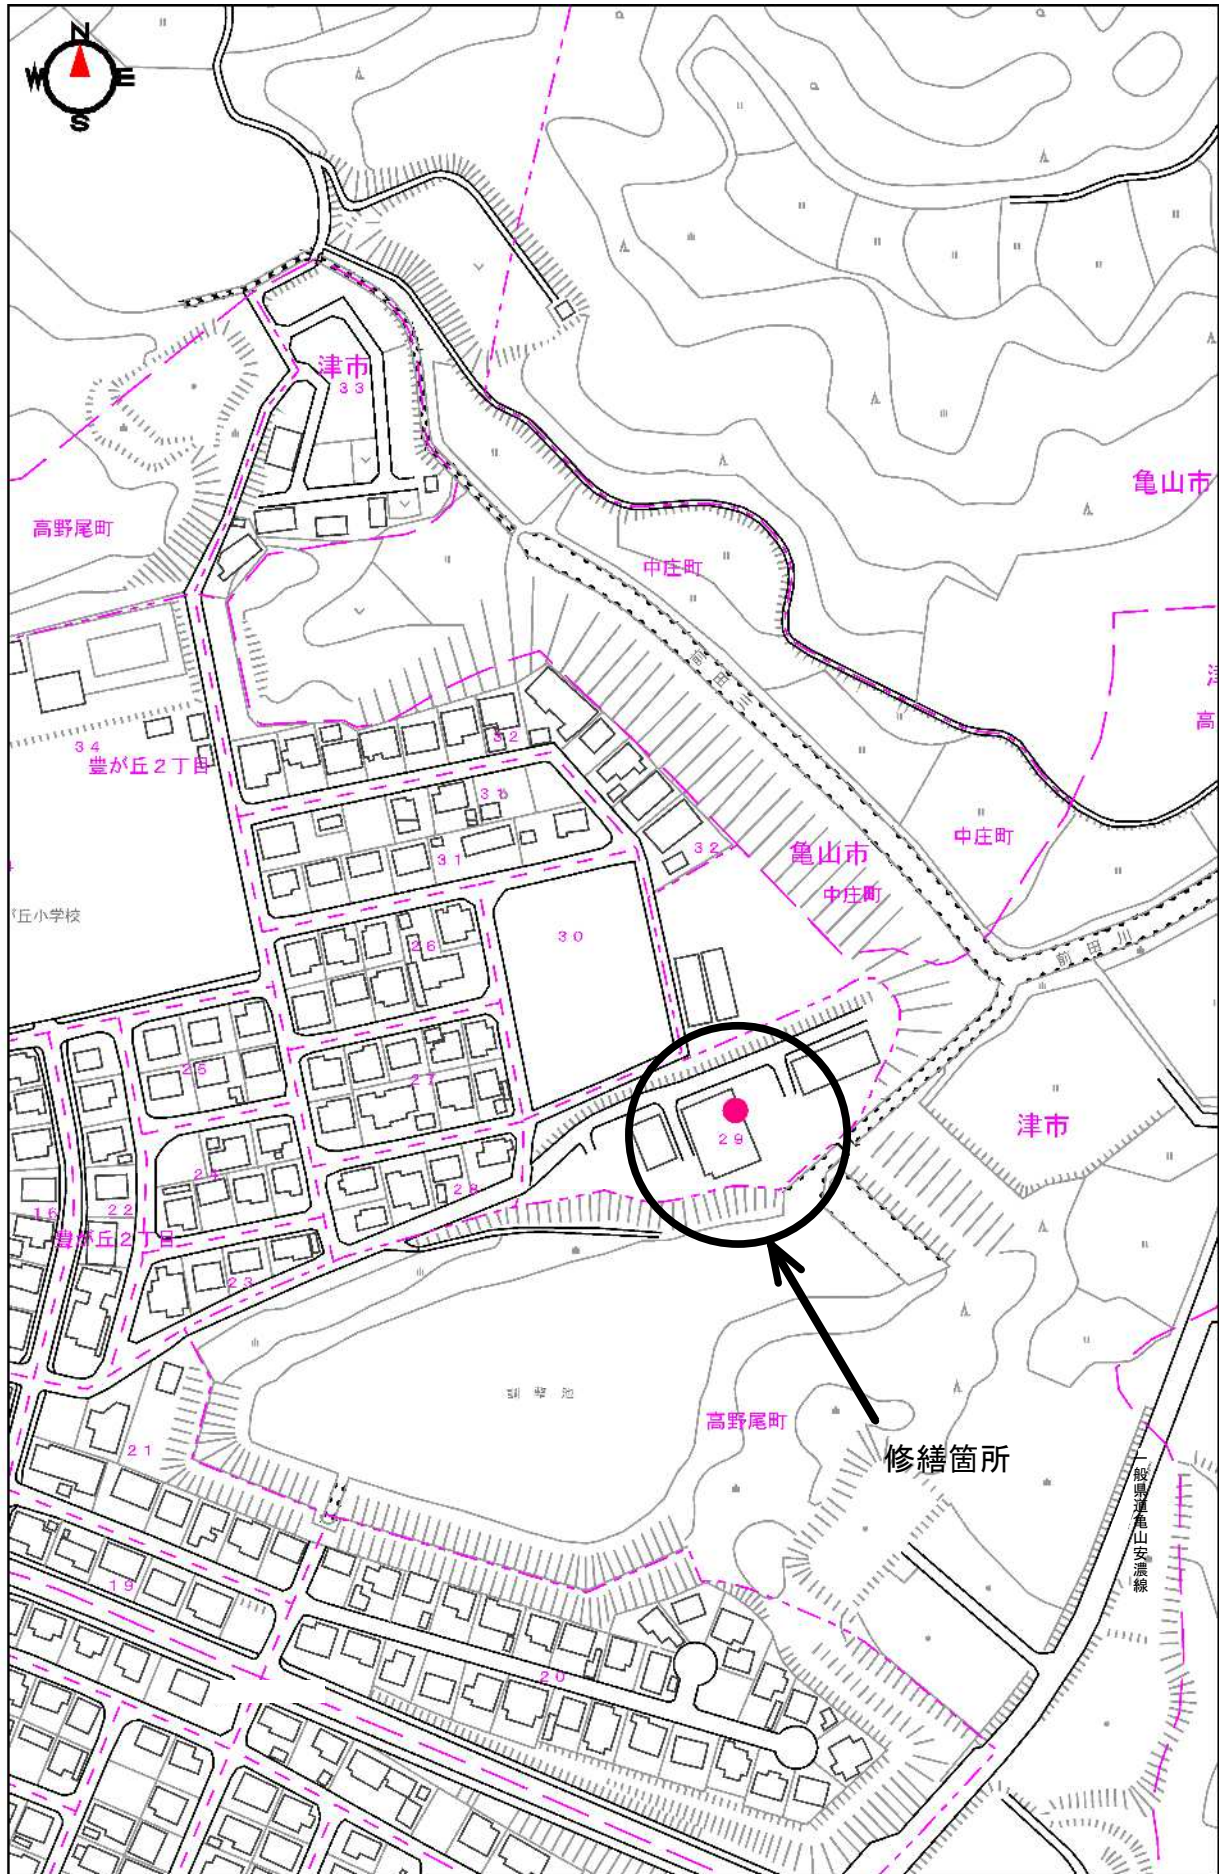 N
W E
S
津市
33
亀山市
高野尾町
中庄町
前田川
津
高
32
34
豊が丘2丁目
31
中庄町
亀山市
31
32
中庄町
が丘小学校
26
30
前田川
25
27
津市
29
24
28
16
22
豊が丘2丁目
23
高野尾町
21
修繕箇所
一般県道亀山安濃線
19
20